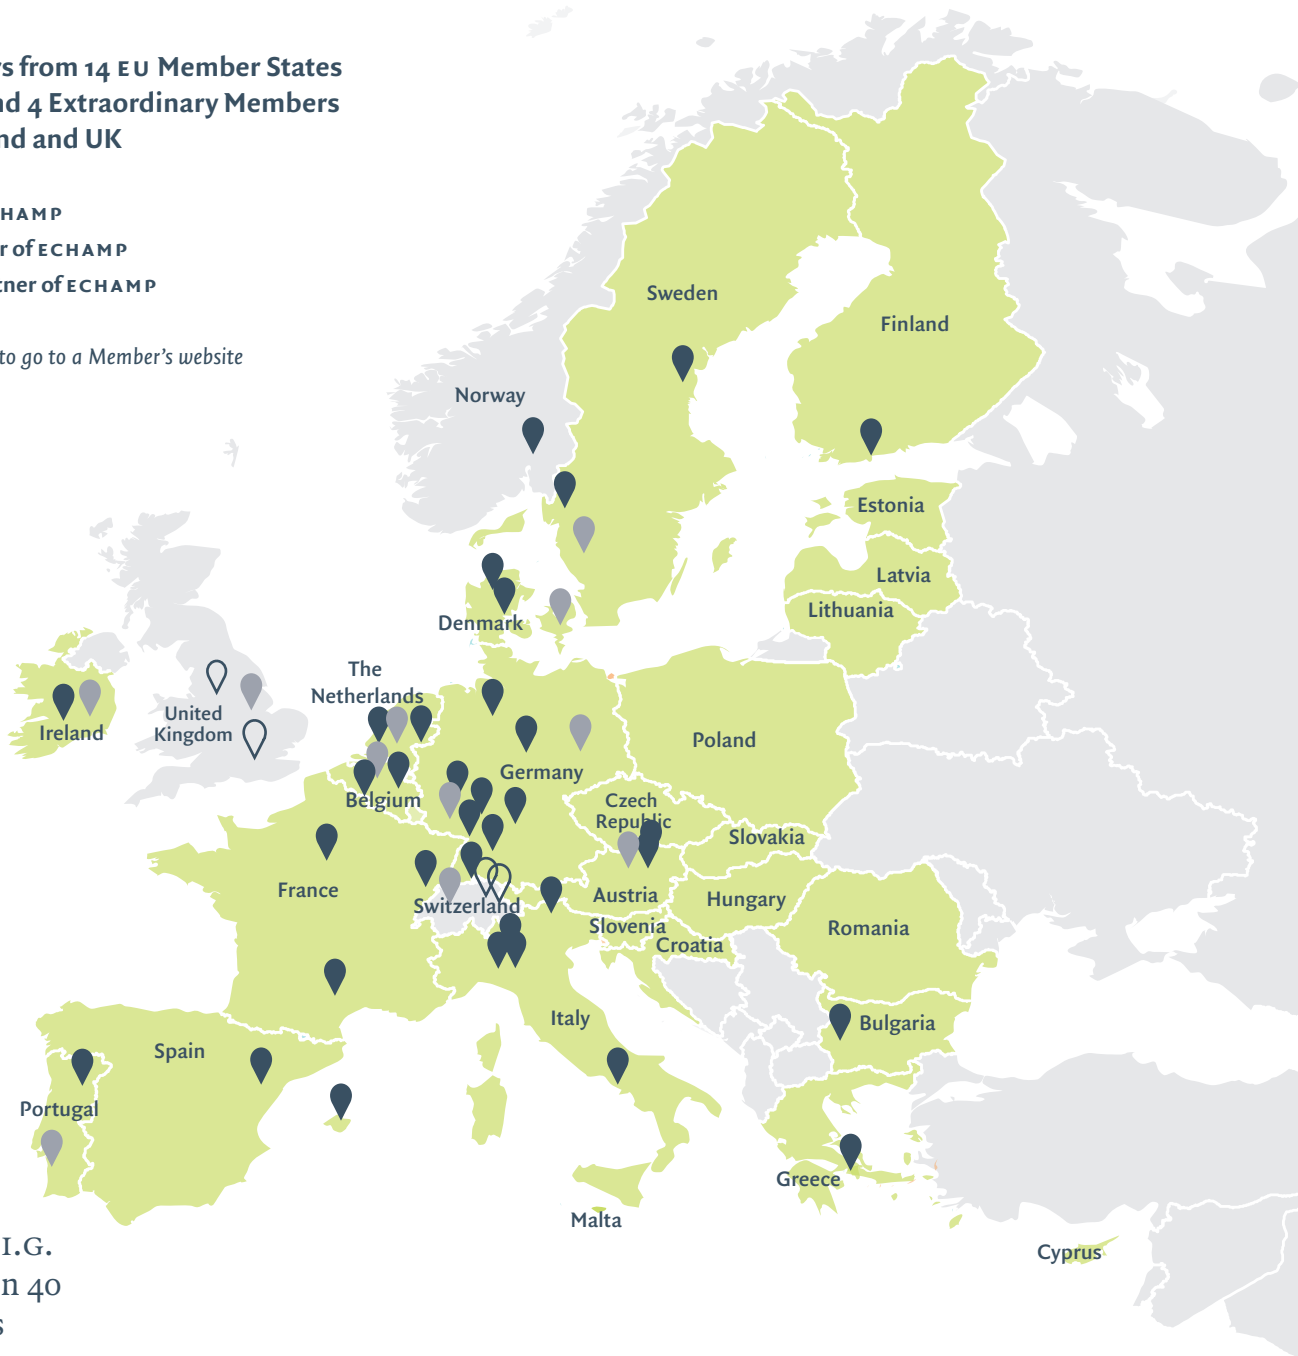 s from 14 EU Member States
nd 4 Extraordinary Members
nd and UK
HAMP
r of ECHAMP
tner of ECHAMP
to go to a Member's website
Sweden
Finland
Norway
Estonia
Latvia
Lithuania
Denmark
The
Netherlands
United
Kingdom
Ireland
Poland
Germany
Belgium
Czech
Republic
Slovakia
France
Switzerland
Austria
Hungary
Slovenia
Croatia
Romania
Italy
Bulgaria
Spain
Portugal
Greece
Malta
Cyprus
I.G.
n 40
s